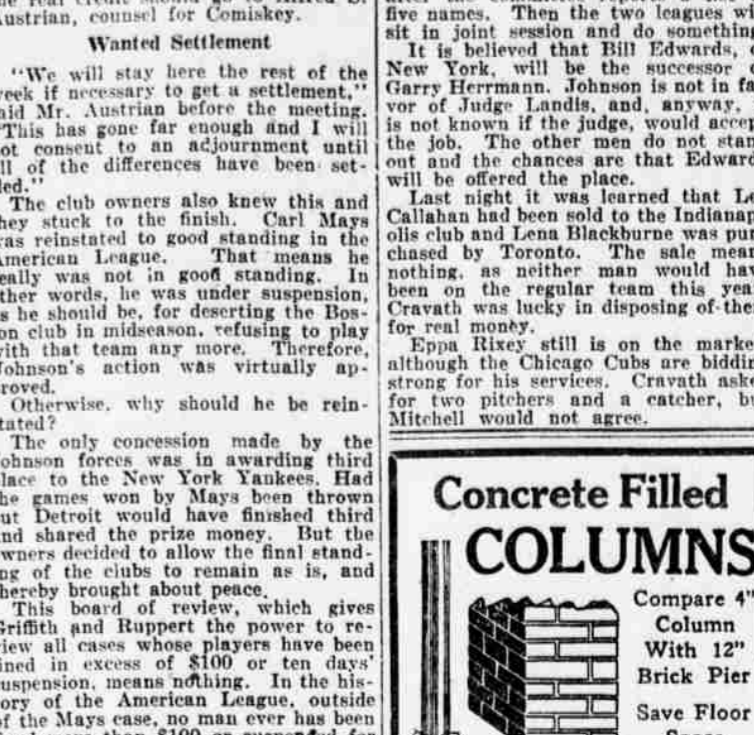 Austrian, counsel for Comiskey.
Wanted Settlement
"We will stay here the rest of the
week if necessary to get a settlement,"
said Mr. Austrian before the meeting.
"This has gone far enough and I will
not consent to an adjournment until
all of the differences have been set-
tled."
The club owners also knew this and
they stuck to the finish. Carl Mays
was reinstated to good standing in the
American League. That means he
really was not in good standing. In
other words, he was under suspension,
as he should be, for deserting the Bos-
ton club in midseason, refusing to play
with that team any more. Therefore,
Johnson's action was virtually ap-
proved.
Otherwise, why should he be rein-
stated?
The only concession made by the
Johnson forces was in awarding third
place to the New York Yankees. Had
the games won by Mays been thrown
out Detroit would have finished third
and shared the prize money. But the
owners decided to allow the final stand-
ing of the clubs to remain as is, and
thereby brought about peace.
This board of review, which gives
Griffith and Ruppert the power to re-
view all cases whose players have been
fined in excess of $100 or ten days'
suspension, means nothing. In the his-
tory of the American League, outside
of the Mays case, no man ever has been
five names. Then the two leagues wi
sit in joint session and do something
It is believed that Bill Edwards, o
New York, will be the successor o
Garry Herrmann. Johnson is not in fa
vor of Judge Landis, and, anyway, i
is not known if the judge, would accep
the job. The other men do not stan
out and the chances are that Edward
will be offered the place.
Last night it was learned that Le
Callahan had been sold to the Indianap
olis club and Lena Blackburne was pur
chased by Toronto. The sale mean
nothing, as neither man would hav
been on the regular team this yea
Cravath was lucky in disposing of the
for real money.
Eppa Rixey still is on the marke
although the Chicago Cubs are biddin
strong for his services. Cravath aske
for two pitchers and a catcher, bu
Mitchell would not agree.
Concrete Filled
COLUMNS
Compare 4"
Column
With 12"
Brick Pier
Save Floor